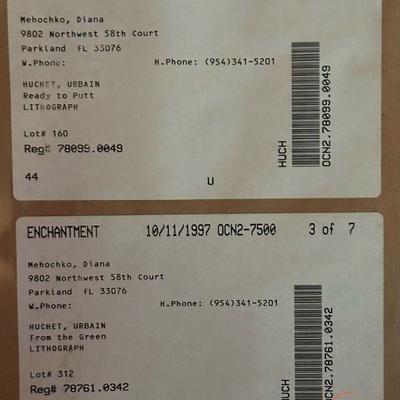 Mehochko, Diana
9802 Northwest 58th Court
Parkland FL 33076
W.Phone: H.Phone: (954)341-5201
HUCHET, URBAIN
Ready to Putt
LITHOGRAPH
Lot# 160
Reg# 78099.0049
44
U
HUCH
OCN2.78099.0049
ENCHANTMENT 10/11/1997 OCN2-7500 3 of 7
Mehochko, Diana
9802 Northwest 58th Court
Parkland FL 33076
W.Phone: H.Phone: (954)341-5201
HUCHET, URBAIN
From the Green
LITHOGRAPH
Lot# 312
Reg# 78761.0342
HUCH
OCN2.78761.0342